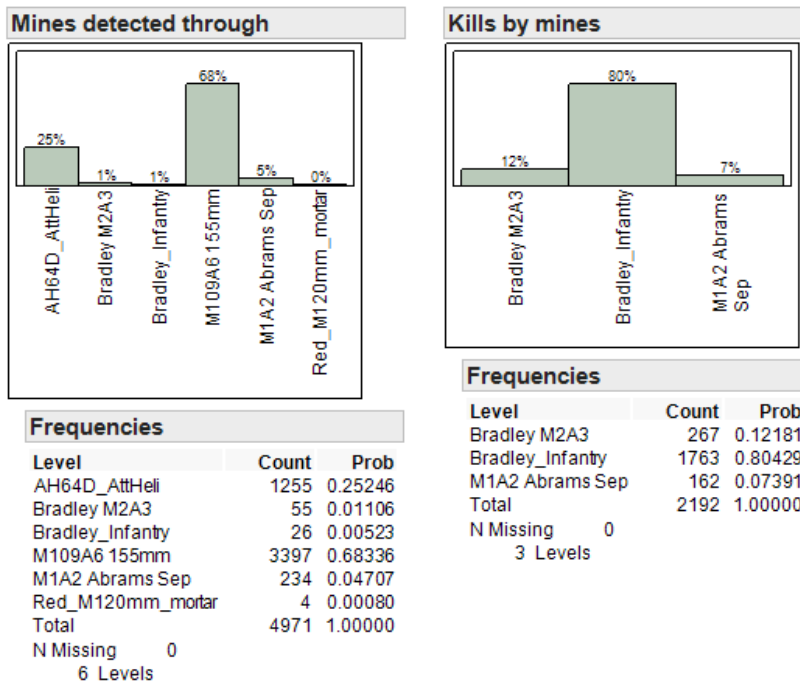 Mines detected through
25%
1%
1%
68%
5%
0%
AH64D_AttHeli
Bradley M2A3
Bradley_Infantry
M109A6 155mm
M1A2 Abrams Sep
Red_M120mm_mortar
Frequencies
Level Count Prob
AH64D_AttHeli 1255 0.25246
Bradley M2A3 55 0.01106
Bradley_Infantry 26 0.00523
M109A6 155mm 3397 0.68336
M1A2 Abrams Sep 234 0.04707
Red_M120mm_mortar 4 0.00080
Total 4971 1.00000
N Missing 0
6 Levels
Kills by mines
12%
80%
7%
Bradley M2A3
Bradley_Infantry
M1A2 Abrams
Sep
Frequencies
Level Count Prob
Bradley M2A3 267 0.12181
Bradley_Infantry 1763 0.80429
M1A2 Abrams Sep 162 0.07391
Total 2192 1.00000
N Missing 0
3 Levels